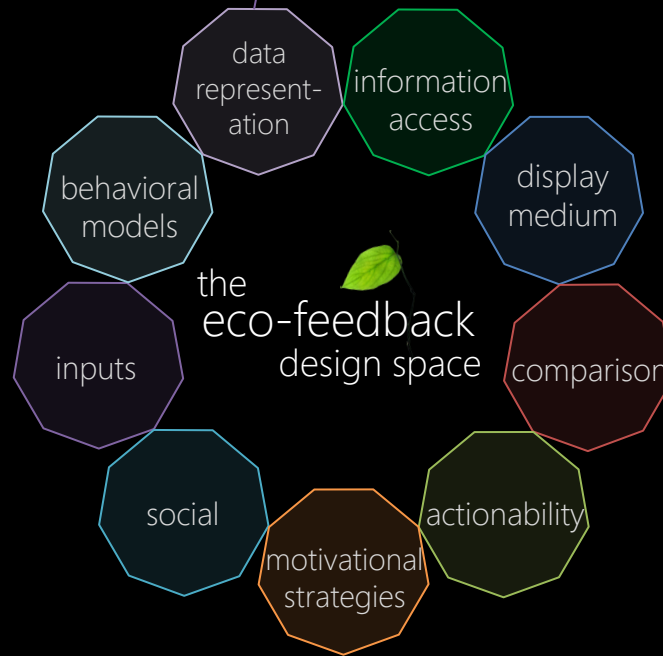 data
represent-
ation
information
access
display
medium
comparison
actionability
motivational
strategies
social
inputs
behavioral
models
the
eco-feedback
design space